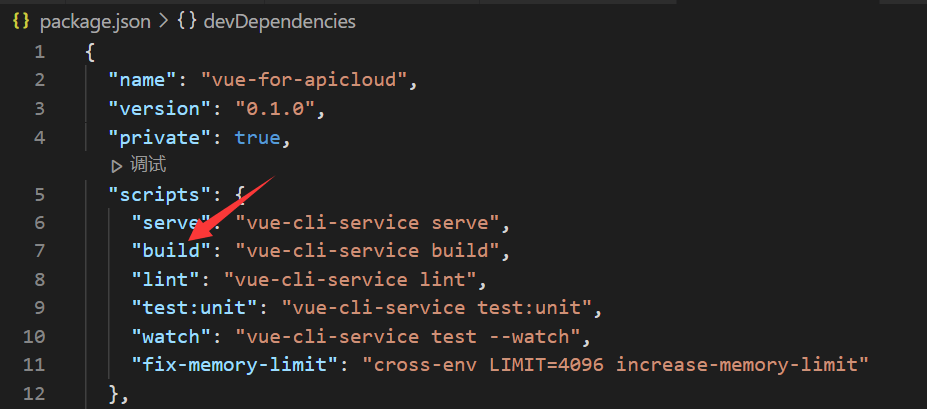 {} package.json > {} devDependencies
1 {
2 "name": "vue-for-apicloud",
3 "version": "0.1.0",
4 "private": true,
调试
5 "scripts": {
6 "serve": "vue-cli-service serve",
7 "build": "vue-cli-service build",
8 "lint": "vue-cli-service lint",
9 "test:unit": "vue-cli-service test:unit",
10 "watch": "vue-cli-service test --watch",
11 "fix-memory-limit": "cross-env LIMIT=4096 increase-memory-limit"
12 },